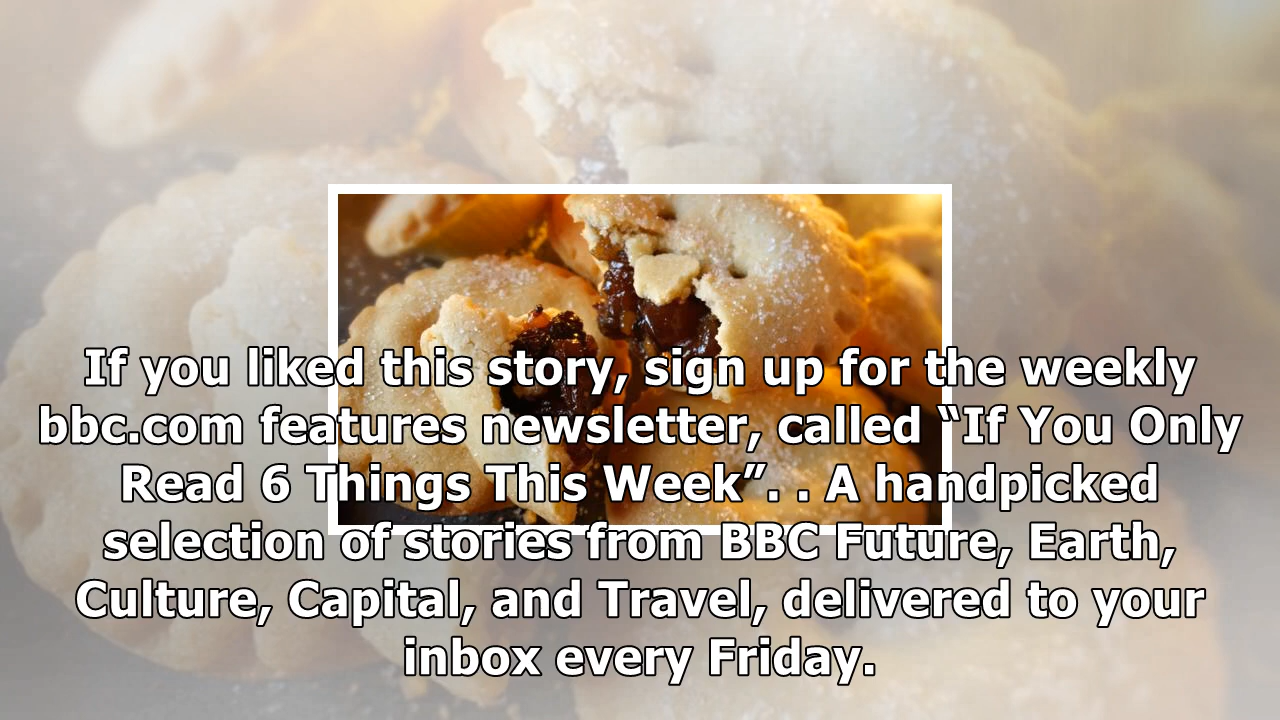 If you liked this story, sign up for the weekly
bbc.com features newsletter, called “If You Only
Read 6 Things This Week”. . A handpicked
selection of stories from BBC Future, Earth,
Culture, Capital, and Travel, delivered to your
inbox every Friday.